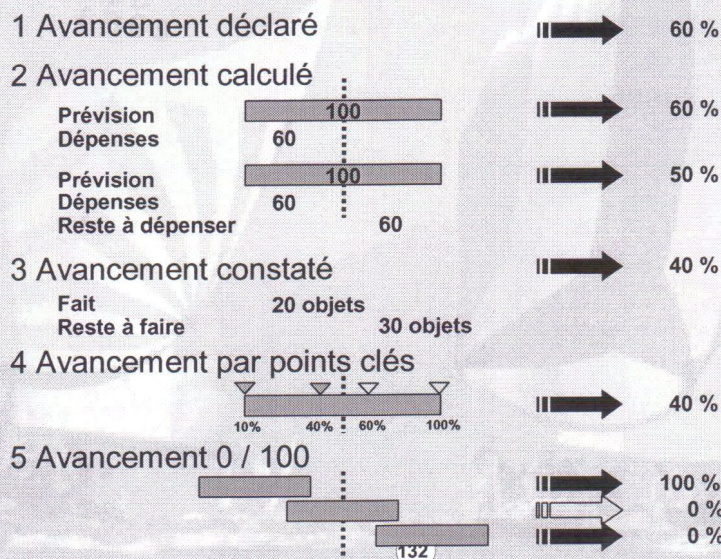 1 Avancement déclaré 60 %
2 Avancement calculé
Prévision 100 60 %
Dépenses 60
Prévision 100 50 %
Dépenses 60
Reste à dépenser 60
3 Avancement constaté 40 %
Fait 20 objets
Reste à faire 30 objets
4 Avancement par points clés
40 %
10% 40% 60% 100%
5 Avancement 0 / 100
100 %
0 %
0 %
132